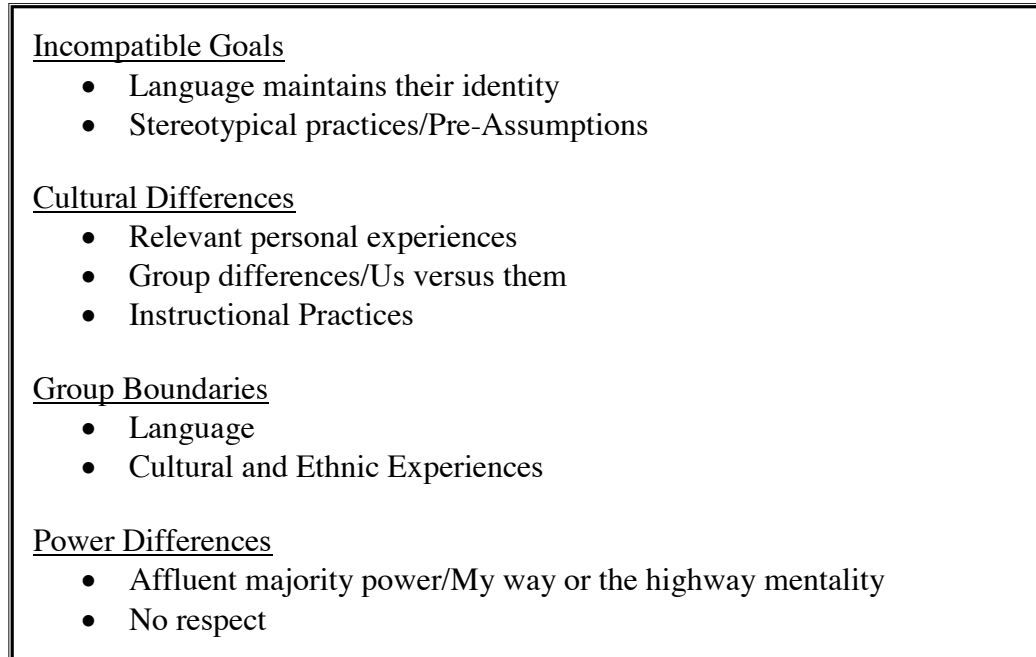 Incompatible Goals
• Language maintains their identity
• Stereotypical practices/Pre-Assumptions
Cultural Differences
• Relevant personal experiences
• Group differences/Us versus them
• Instructional Practices
Group Boundaries
• Language
• Cultural and Ethnic Experiences
Power Differences
• Affluent majority power/My way or the highway mentality
• No respect